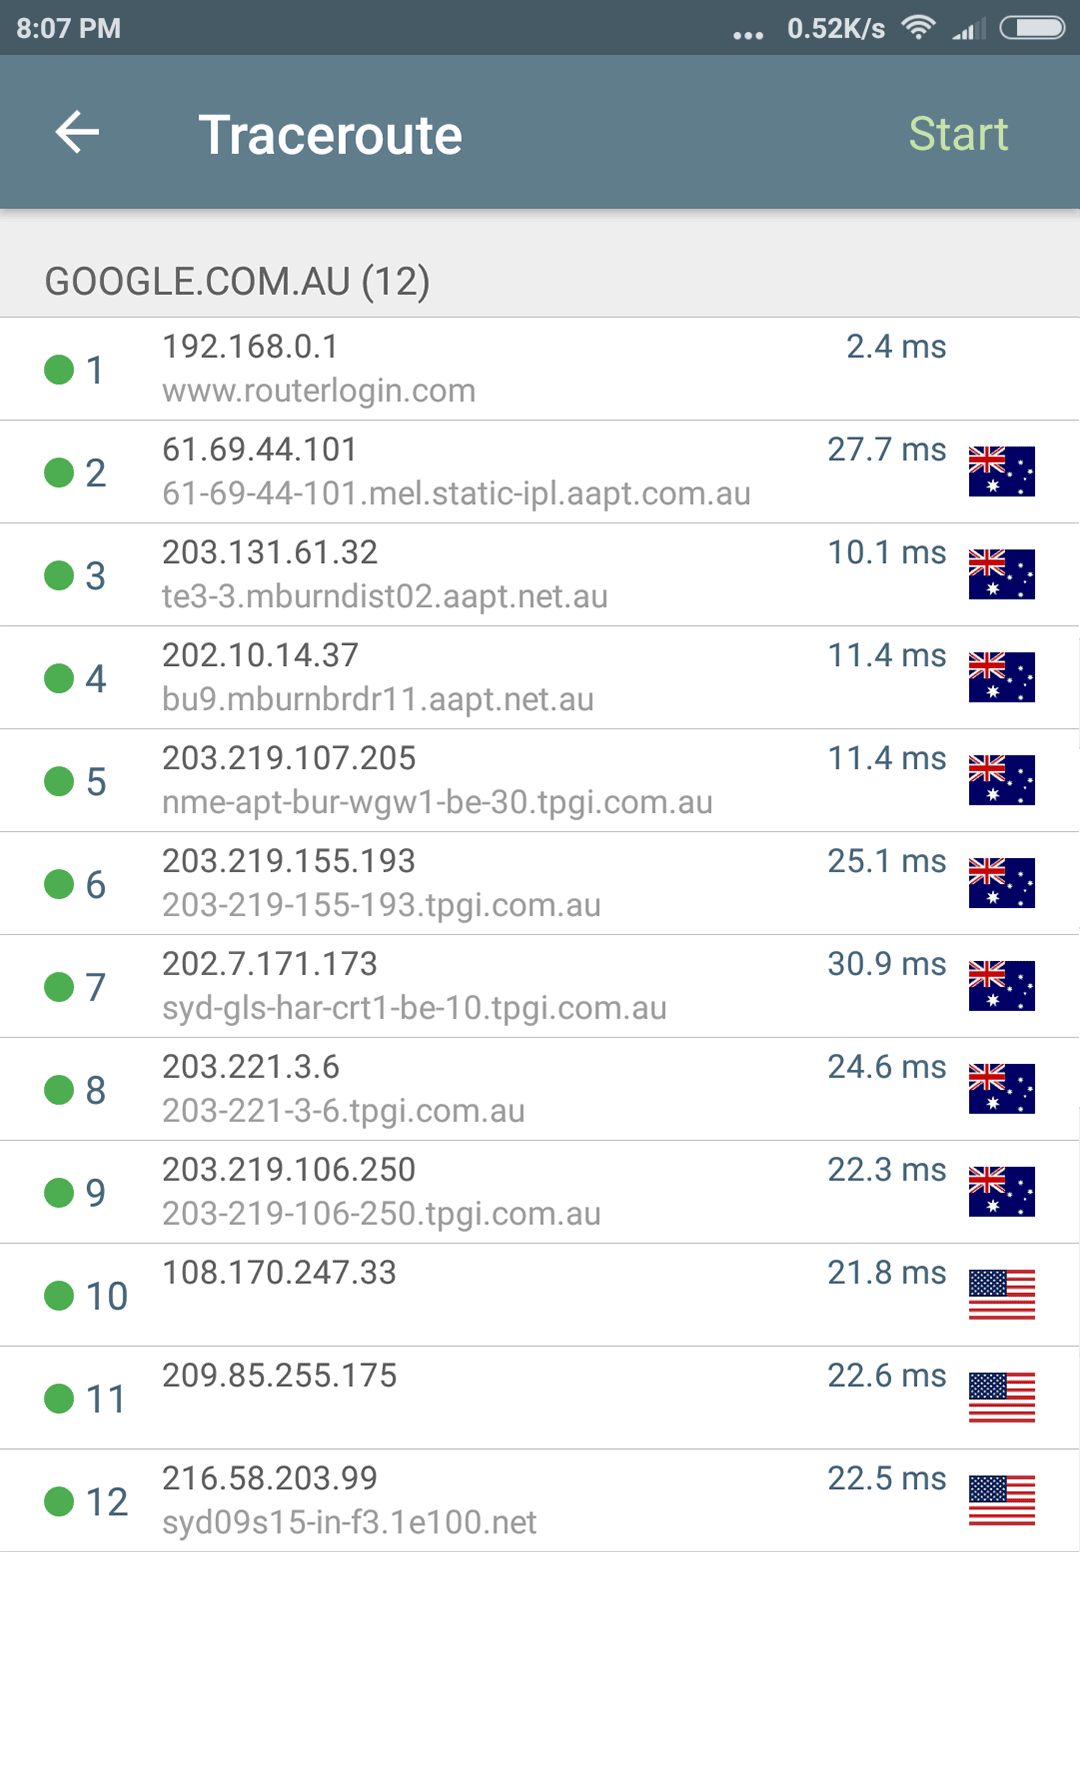 8:07 PM ... 0.52K/s
Traceroute Start
GOOGLE.COM.AU (12)
1 192.168.0.1 2.4 ms
www.routerlogin.com
2 61.69.44.101 27.7 ms
61-69-44-101.mel.static-ipl.aapt.com.au
3 203.131.61.32 10.1 ms
te3-3.mburndist02.aapt.net.au
4 202.10.14.37 11.4 ms
bu9.mburnbrdr11.aapt.net.au
5 203.219.107.205 11.4 ms
nme-apt-bur-wgw1-be-30.tpgi.com.au
6 203.219.155.193 25.1 ms
203-219-155-193.tpgi.com.au
7 202.7.171.173 30.9 ms
syd-gls-har-crt1-be-10.tpgi.com.au
8 203.221.3.6 24.6 ms
203-221-3-6.tpgi.com.au
9 203.219.106.250 22.3 ms
203-219-106-250.tpgi.com.au
10 108.170.247.33 21.8 ms
11 209.85.255.175 22.6 ms
12 216.58.203.99 22.5 ms
syd09s15-in-f3.1e100.net